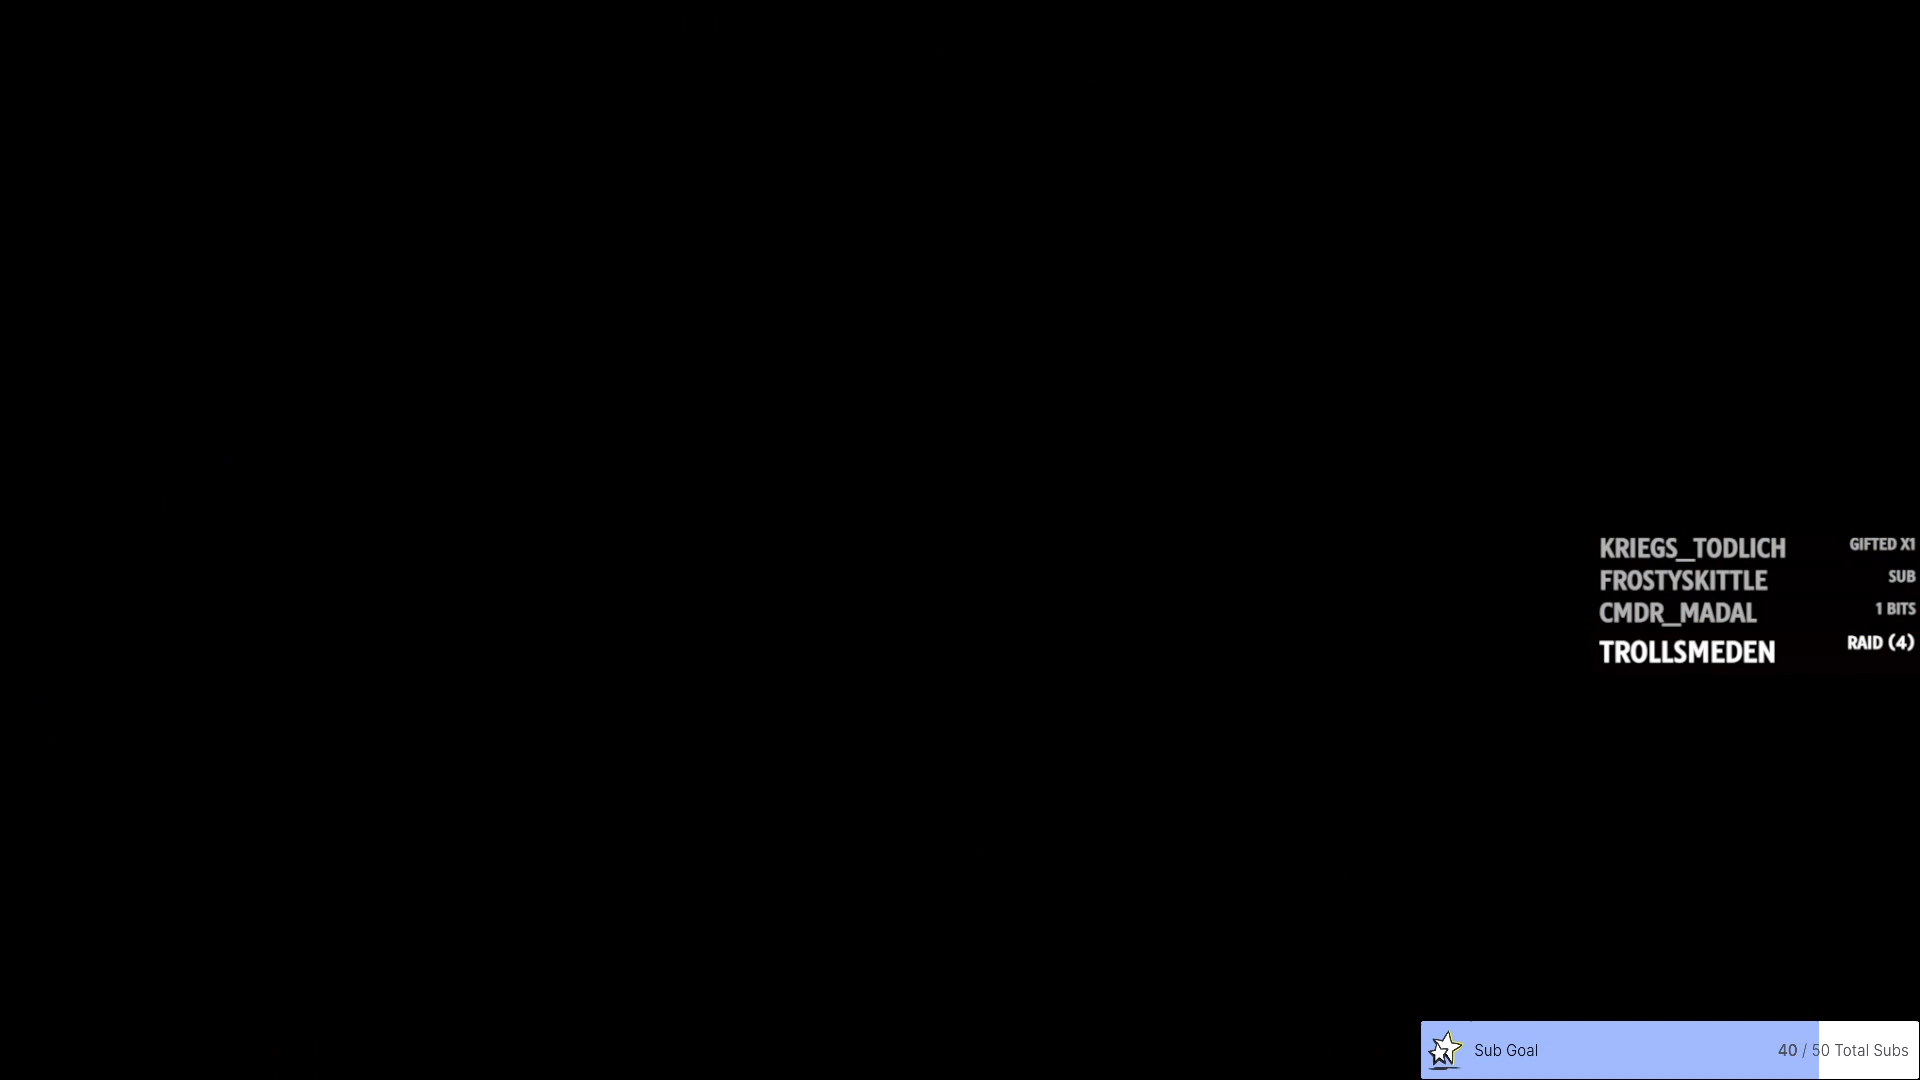 KRIEGS_TODLICH GIFTED X1
FROSTYSKITTLE SUB
CMDR_MADAL 1 BITS
TROLLSMEDEN RAID (4)
Sub Goal 40 / 50 Total Subs